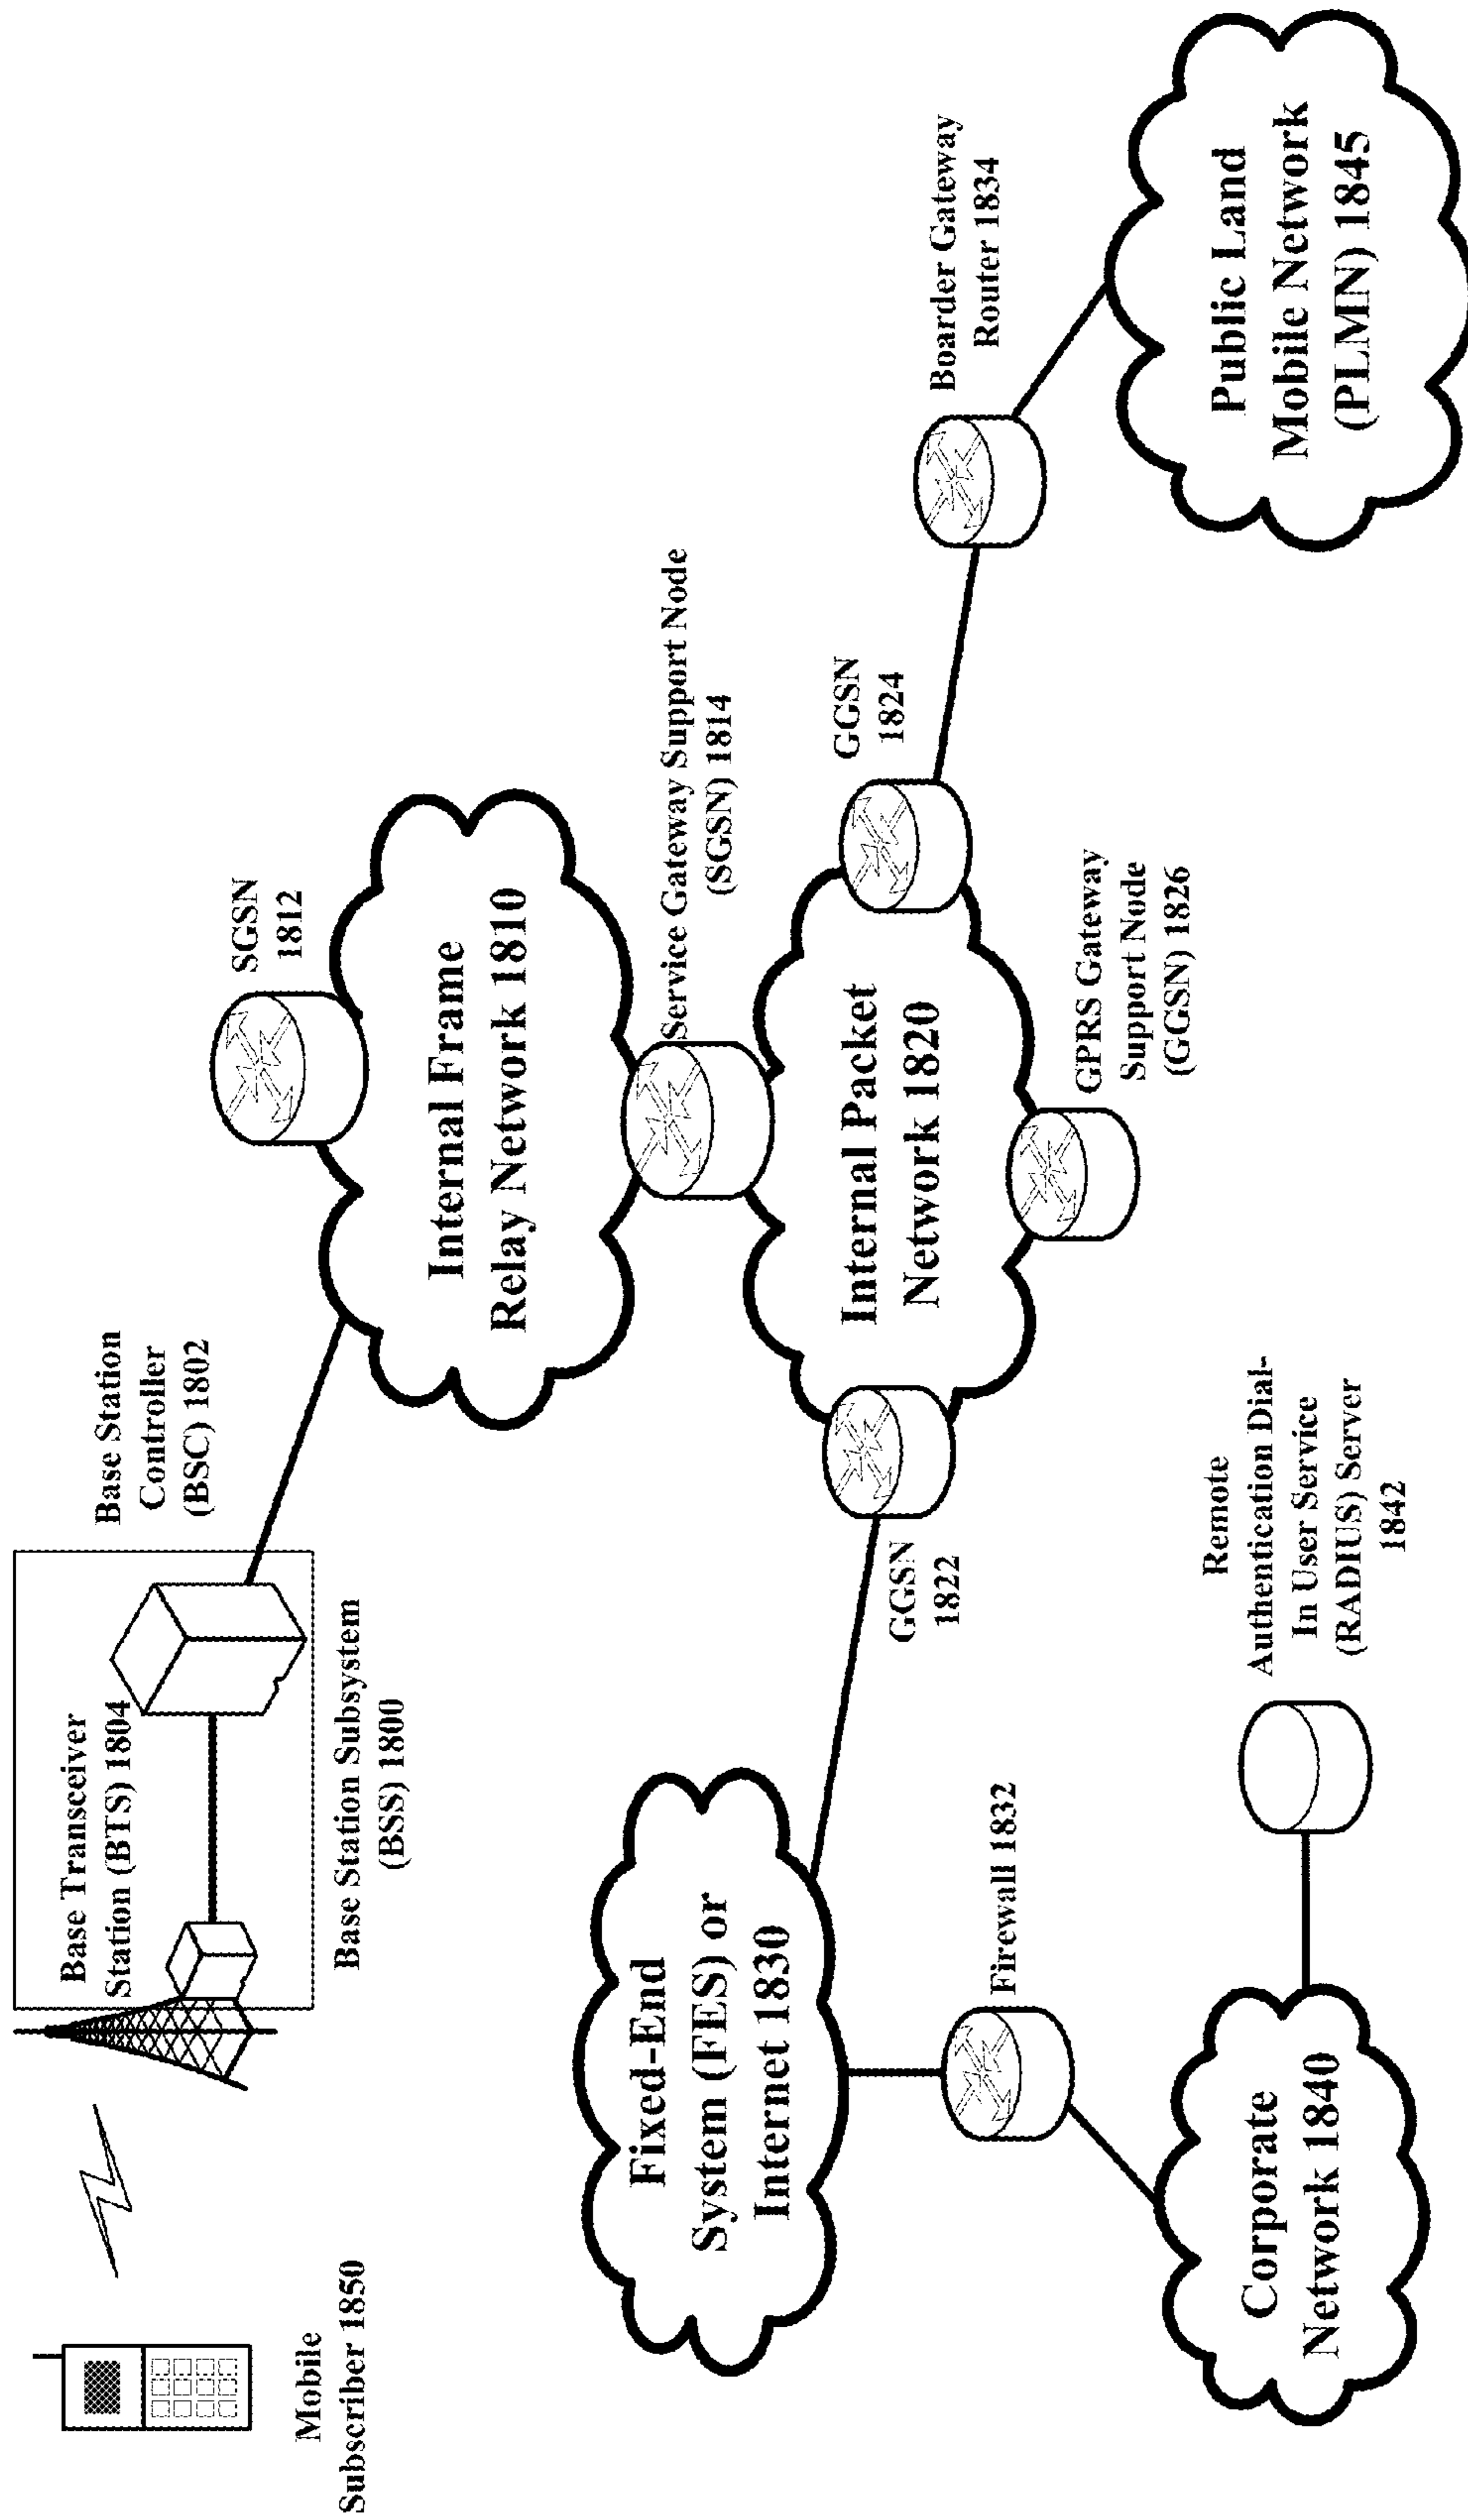 Mobile
Subscriber 1850
Base Transceiver
Station (BTS) 1804
Base Station Subsystem
(BSS) 1800
Base Station
Controller
(BSC) 1802
SGSN
1812
Internal Frame
Relay Network 1810
Service Gateway Support Node
(SGSN) 1814
Fixed-End
System (FES) or
Internet 1830
GGSN
1822
Internal Packet
Network 1820
GGSN
1824
Boarder Gateway
Router 1834
Firewall 1832
GPRS Gateway
Support Node
(GGSN) 1826
Corporate
Network 1840
Remote
Authentication Dial-
In User Service
(RADIUS) Server
1842
Public Land
Mobile Network
(PLMN) 1845